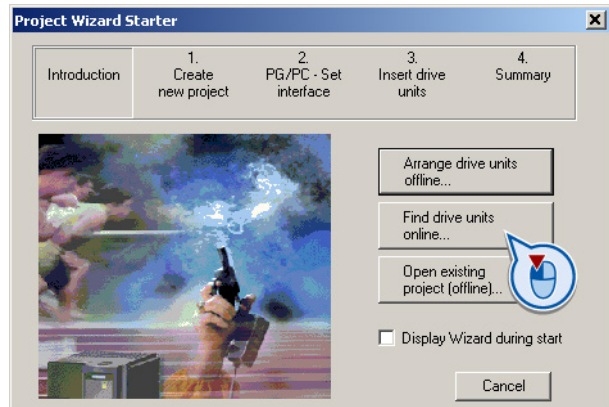 Project Wizard Starter
Introduction
1.
Create
new project
2.
PG/PC - Set
interface
3.
Insert drive
units
4.
Summary
Arrange drive units
offline...
Find drive units
online...
Open existing
project (offline)...
Display Wizard during start
Cancel